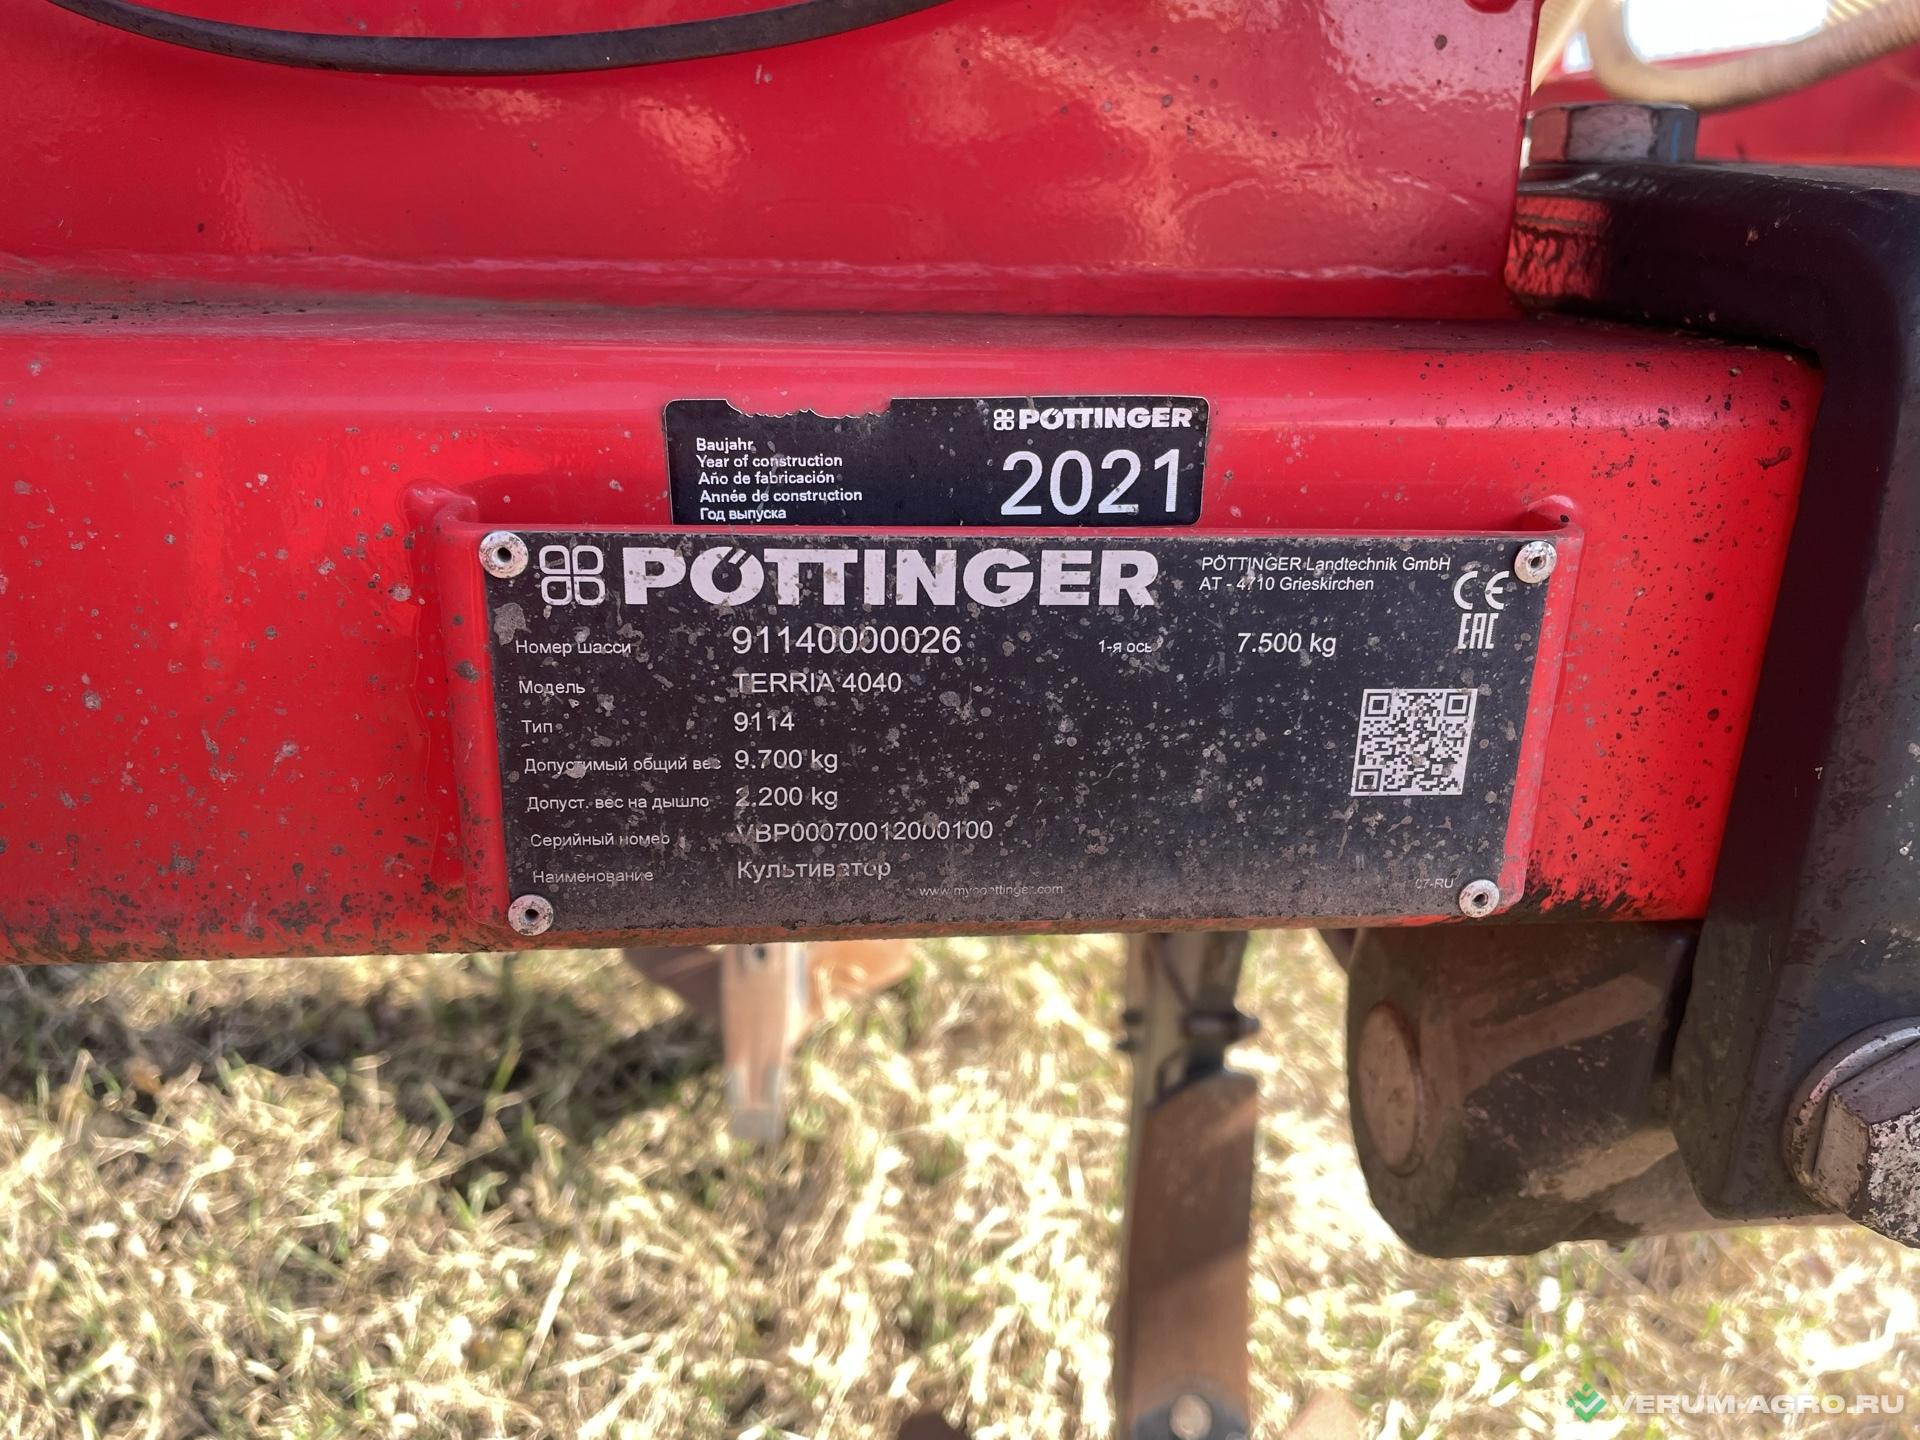 PÖTTINGER
Baujahr
Year of construction
Año de fabricación
Année de construction
Год выпуска
2021
PÖTTINGER
PÖTTINGER Landtechnik GmbH
AT - 4710 Grieskirchen
CE
EAC
Номер шасси 91140000026 1-я ось 7.500 kg
Модель TERRIA 4040
Тип 9114
Допустимый общий вес 9.700 kg
Допуст. вес на дышло 2.200 kg
Серийный номер VBP00070012000100
Наименование Культиватор
www.mypoettinger.com
07-RU
VERUM-AGRO.RU